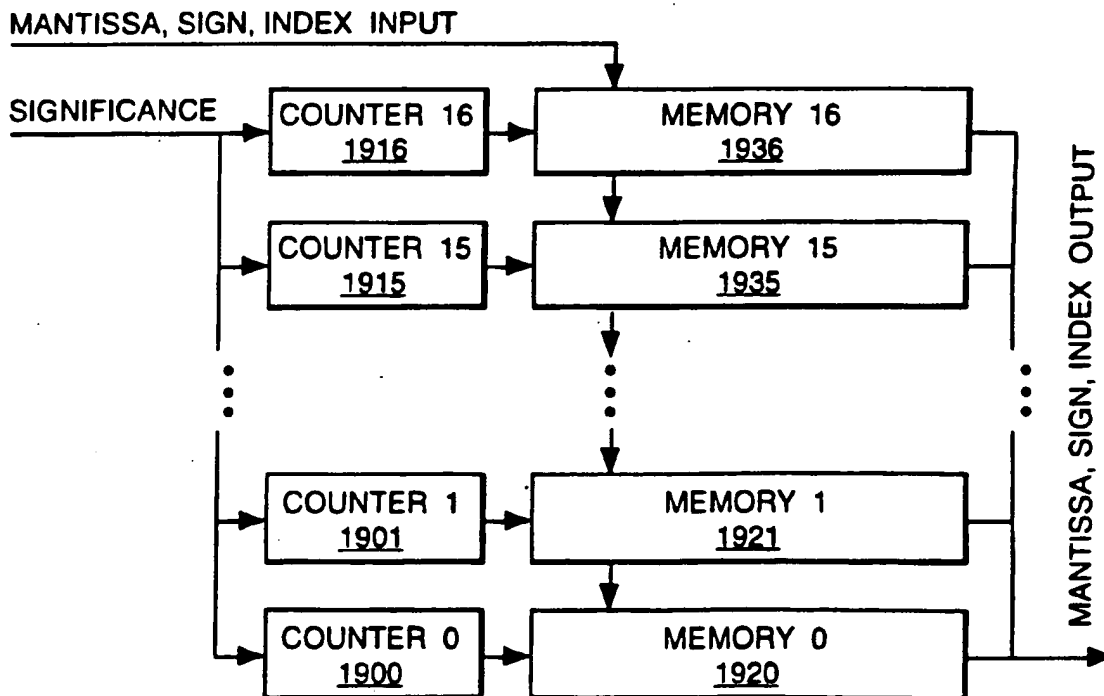 MANTISSA, SIGN, INDEX INPUT
SIGNIFICANCE
COUNTER 16
1916
MEMORY 16
1936
COUNTER 15
1915
MEMORY 15
1935
COUNTER 1
1901
MEMORY 1
1921
COUNTER 0
1900
MEMORY 0
1920
MANTISSA, SIGN, INDEX OUTPUT